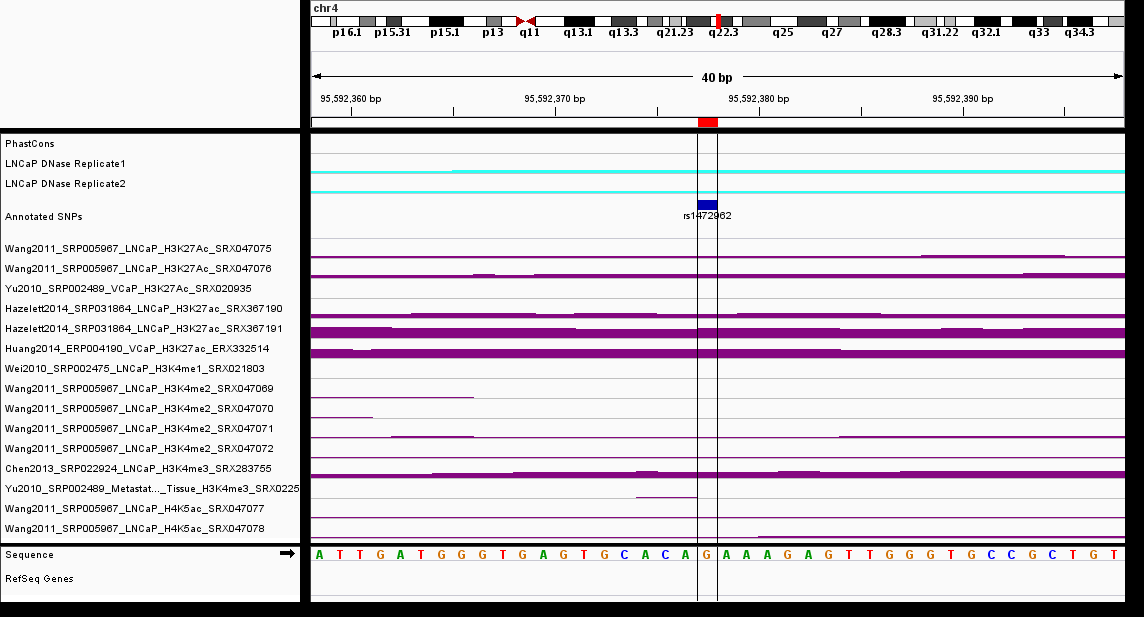 chr4
p16.1 p15.31 p15.1 p13 q11 q13.1 q13.3 q21.23 q22.3 q25 q27 q28.3 q31.22 q32.1 q33 q34.3
40 bp
95,592,360 bp 95,592,370 bp 95,592,380 bp 95,592,390 bp
PhastCons
LNCaP DNase Replicate1
LNCaP DNase Replicate2
Annotated SNPs
rs1472962
Wang2011_SRP005967_LNCaP_H3K27Ac_SRX047075
Wang2011_SRP005967_LNCaP_H3K27Ac_SRX047076
Yu2010_SRP002489_VCaP_H3K27Ac_SRX020935
Hazelett2014_SRP031864_LNCaP_H3K27ac_SRX367190
Hazelett2014_SRP031864_LNCaP_H3K27ac_SRX367191
Huang2014_ERP004190_VCaP_H3K27ac_ERX332514
Wei2010_SRP002475_LNCaP_H3K4me1_SRX021803
Wang2011_SRP005967_LNCaP_H3K4me2_SRX047069
Wang2011_SRP005967_LNCaP_H3K4me2_SRX047070
Wang2011_SRP005967_LNCaP_H3K4me2_SRX047071
Wang2011_SRP005967_LNCaP_H3K4me2_SRX047072
Chen2013_SRP022924_LNCaP_H3K4me3_SRX283755
Yu2010_SRP002489_Metastat..._Tissue_H3K4me3_SRX0225
Wang2011_SRP005967_LNCaP_H4K5ac_SRX047077
Wang2011_SRP005967_LNCaP_H4K5ac_SRX047078
Sequence A T T G A T G G G T G A G T G C A C A G A A A G A G T T G G G T G C C G C T G T
RefSeq Genes